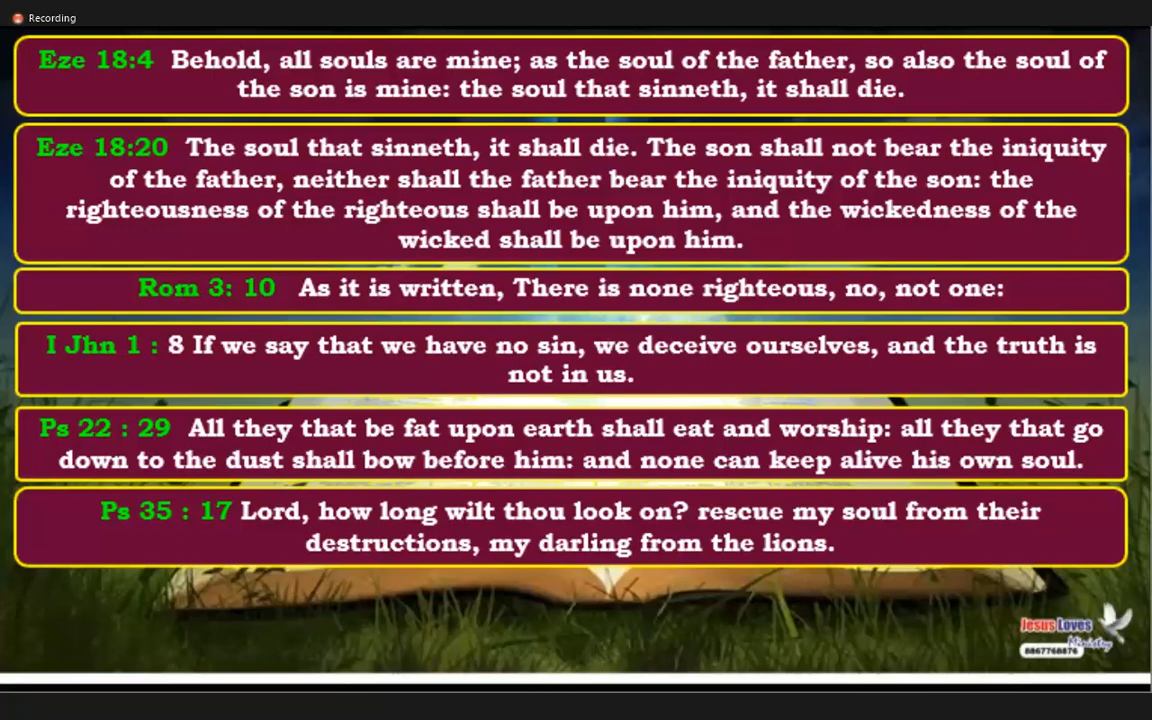 Recording
Eze 18:4 Behold, all souls are mine; as the soul of the father, so also the soul of
the son is mine: the soul that sinneth, it shall die.
Eze 18:20 The soul that sinneth, it shall die. The son shall not bear the iniquity
of the father, neither shall the father bear the iniquity of the son: the
righteousness of the righteous shall be upon him, and the wickedness of the
wicked shall be upon him.
Rom 3: 10 As it is written, There is none righteous, no, not one:
I Jhn 1 : 8 If we say that we have no sin, we deceive ourselves, and the truth is
not in us.
Ps 22 : 29 All they that be fat upon earth shall eat and worship: all they that go
down to the dust shall bow before him: and none can keep alive his own soul.
Ps 35 : 17 Lord, how long wilt thou look on? rescue my soul from their
destructions, my darling from the lions.
Jesus Loves
Ministry
8867768876